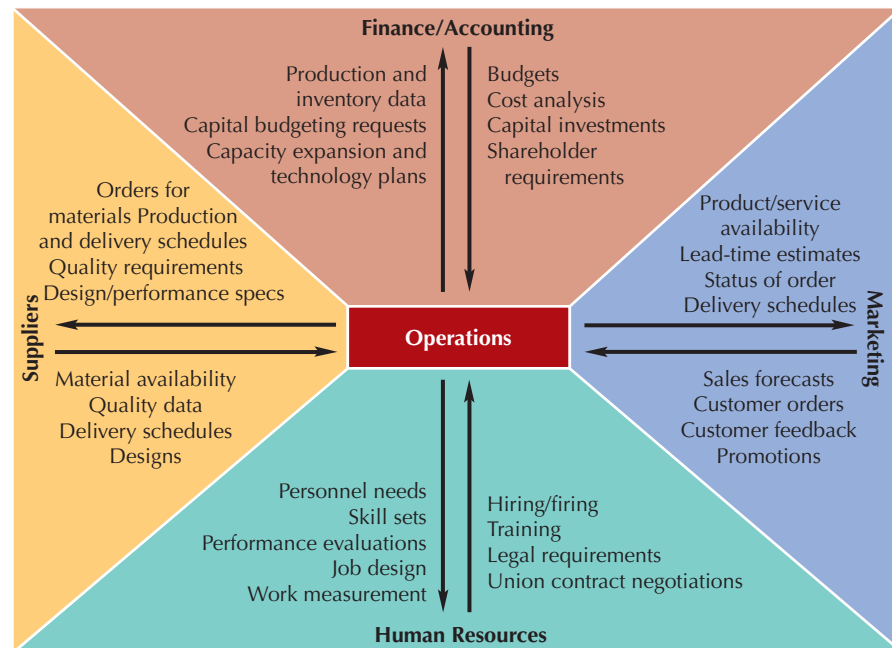 Finance/Accounting
Production and
inventory data
Capital budgeting requests
Capacity expansion and
technology plans
Budgets
Cost analysis
Capital investments
Shareholder
requirements
Orders for
materials Production
and delivery schedules
Quality requirements
Design/performance specs
Suppliers
Material availability
Quality data
Delivery schedules
Designs
Operations
Product/service
availability
Lead-time estimates
Status of order
Delivery schedules
Marketing
Sales forecasts
Customer orders
Customer feedback
Promotions
Personnel needs
Skill sets
Performance evaluations
Job design
Work measurement
Hiring/firing
Training
Legal requirements
Union contract negotiations
Human Resources